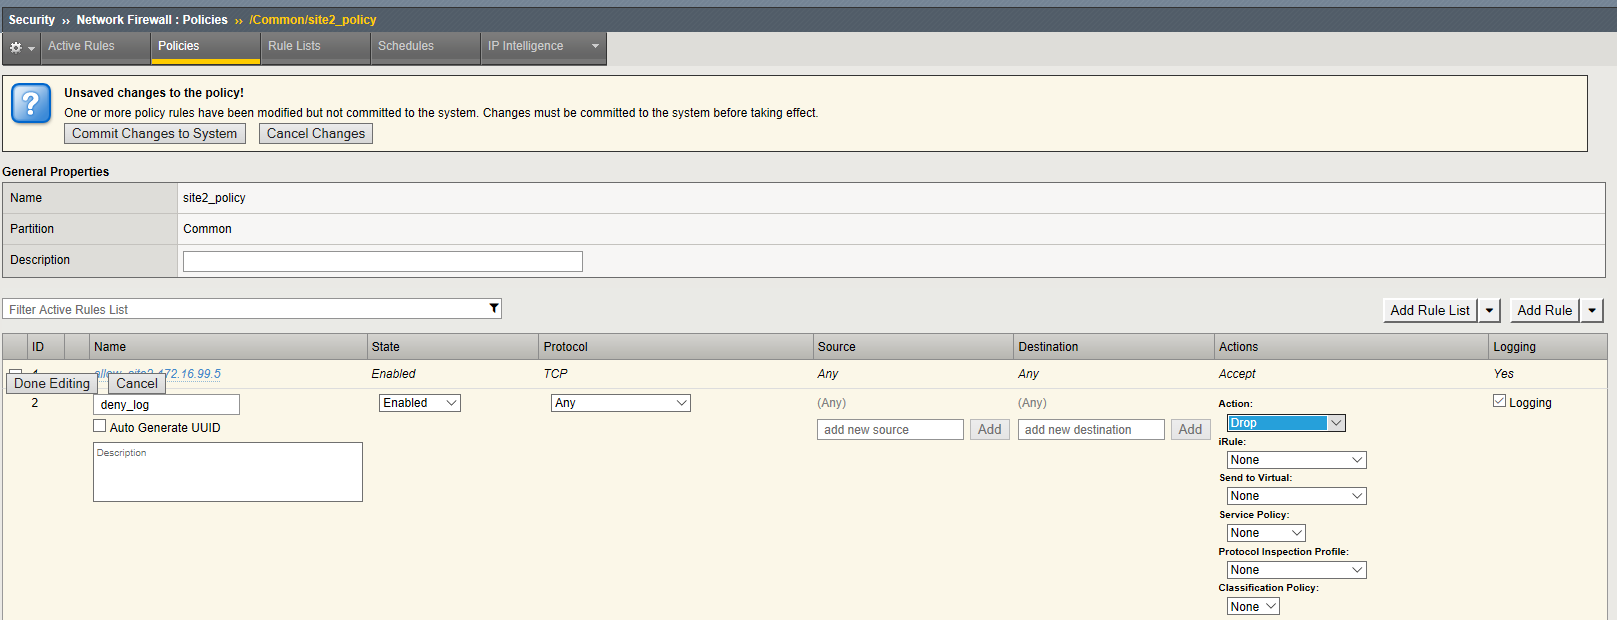 Security ›› Network Firewall : Policies ›› /Common/site2_policy
Active Rules Policies Rule Lists Schedules IP Intelligence
Unsaved changes to the policy!
One or more policy rules have been modified but not committed to the system. Changes must be committed to the system before taking effect.
Commit Changes to System Cancel Changes
General Properties
Name site2_policy
Partition Common
Description
Filter Active Rules List Add Rule List Add Rule
ID Name State Protocol Source Destination Actions Logging
172.16.99.5 Enabled TCP Any Any Accept Yes
Done Editing Cancel
2 deny_log Enabled Any (Any) (Any) Action: Logging
Auto Generate UUID add new source Add add new destination Add Drop
Description iRule:
None
Send to Virtual:
None
Service Policy:
None
Protocol Inspection Profile:
None
Classification Policy:
None